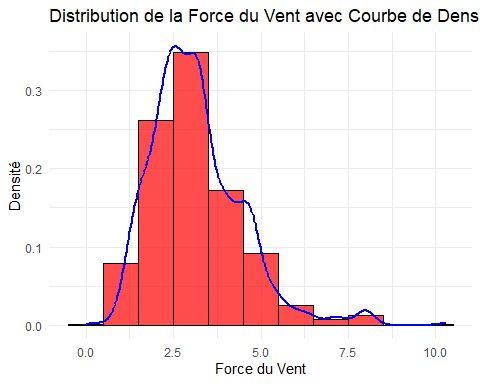 Distribution de la Force du Vent avec Courbe de Dens
Densité
0.3
0.2
0.1
0.0
0.0 2.5 5.0 7.5 10.0
Force du Vent